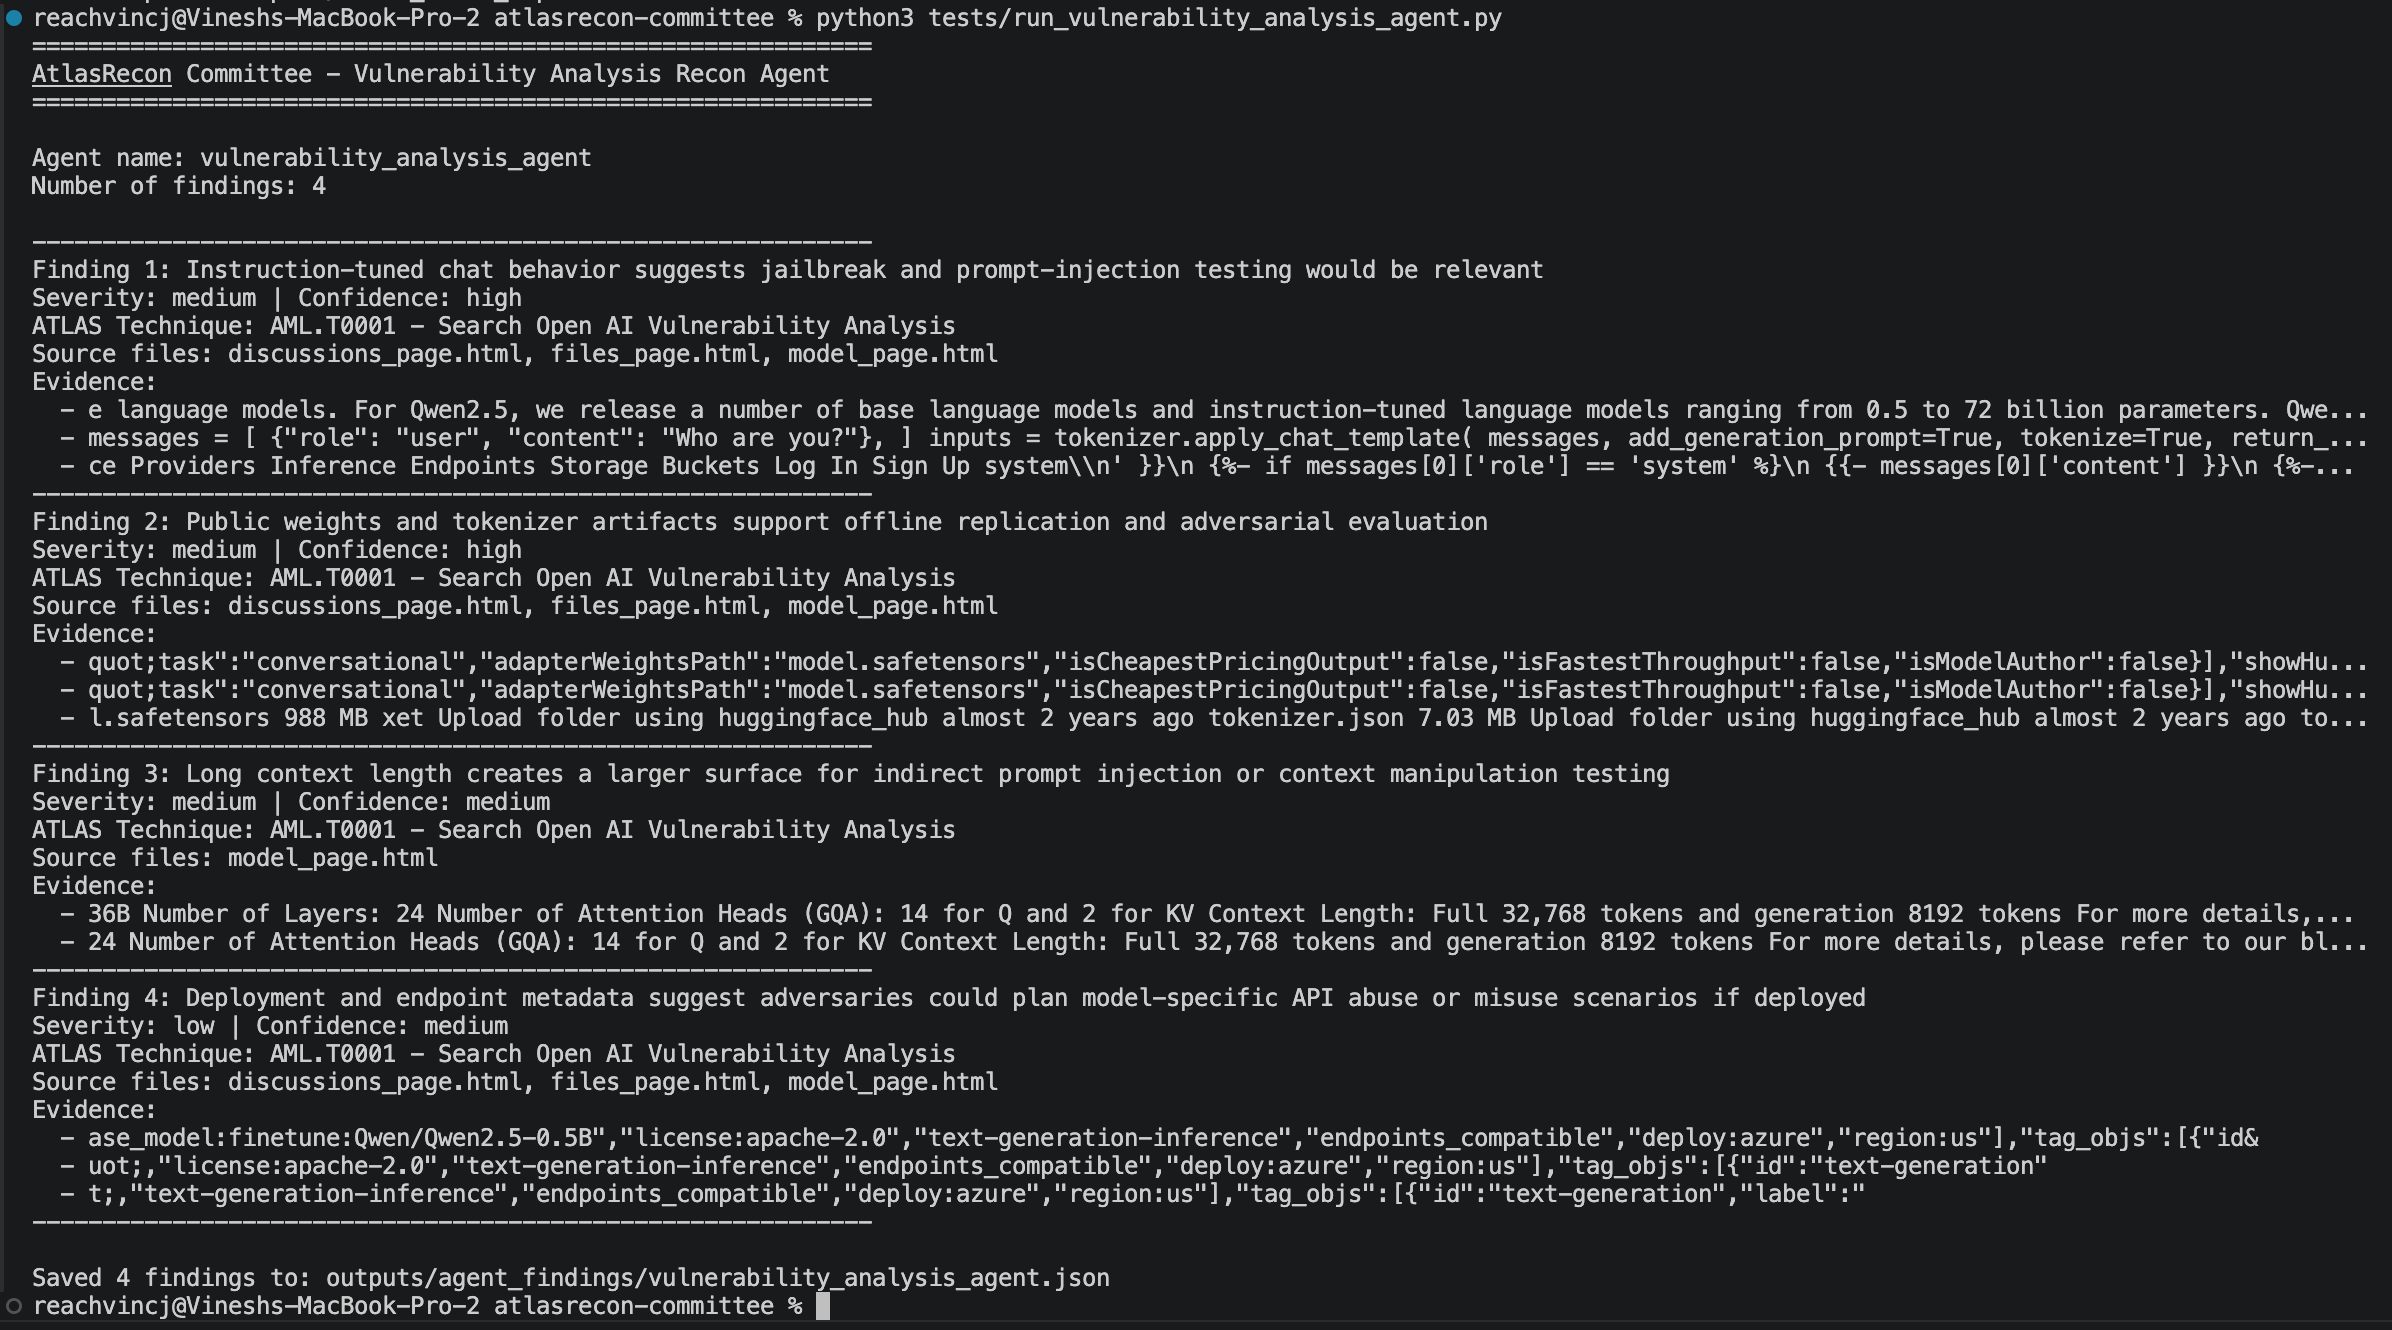 reachvincj@Vineshs-MacBook-Pro-2 atlasrecon-committee % python3 tests/run_vulnerability_analysis_agent.py
============================================================
AtlasRecon Committee – Vulnerability Analysis Recon Agent
============================================================
Agent name: vulnerability_analysis_agent
Number of findings: 4
------------------------------------------------------------
Finding 1: Instruction-tuned chat behavior suggests jailbreak and prompt-injection testing would be relevant
Severity: medium | Confidence: high
ATLAS Technique: AML.T0001 – Search Open AI Vulnerability Analysis
Source files: discussions_page.html, files_page.html, model_page.html
Evidence:
  - e language models. For Qwen2.5, we release a number of base language models and instruction-tuned language models ranging from 0.5 to 72 billion parameters. Qwe...
  - messages = [ {"role": "user", "content": "Who are you?"}, ] inputs = tokenizer.apply_chat_template( messages, add_generation_prompt=True, tokenize=True, return_...
  - ce Providers Inference Endpoints Storage Buckets Log In Sign Up system\\n' }}\n {%- if messages[0]['role'] == 'system' %}\n {{- messages[0]['content'] }}\n {%-...
------------------------------------------------------------
Finding 2: Public weights and tokenizer artifacts support offline replication and adversarial evaluation
Severity: medium | Confidence: high
ATLAS Technique: AML.T0001 – Search Open AI Vulnerability Analysis
Source files: discussions_page.html, files_page.html, model_page.html
Evidence:
  - quot;task":"conversational","adapterWeightsPath":"model.safetensors","isCheapestPricingOutput":false,"isFastestThroughput":false,"isModelAuthor":false}],"showHu...
  - quot;task":"conversational","adapterWeightsPath":"model.safetensors","isCheapestPricingOutput":false,"isFastestThroughput":false,"isModelAuthor":false}],"showHu...
  - l.safetensors 988 MB xet Upload folder using huggingface_hub almost 2 years ago tokenizer.json 7.03 MB Upload folder using huggingface_hub almost 2 years ago to...
------------------------------------------------------------
Finding 3: Long context length creates a larger surface for indirect prompt injection or context manipulation testing
Severity: medium | Confidence: medium
ATLAS Technique: AML.T0001 – Search Open AI Vulnerability Analysis
Source files: model_page.html
Evidence:
  - 36B Number of Layers: 24 Number of Attention Heads (GQA): 14 for Q and 2 for KV Context Length: Full 32,768 tokens and generation 8192 tokens For more details,...
  - 24 Number of Attention Heads (GQA): 14 for Q and 2 for KV Context Length: Full 32,768 tokens and generation 8192 tokens For more details, please refer to our bl...
------------------------------------------------------------
Finding 4: Deployment and endpoint metadata suggest adversaries could plan model-specific API abuse or misuse scenarios if deployed
Severity: low | Confidence: medium
ATLAS Technique: AML.T0001 – Search Open AI Vulnerability Analysis
Source files: discussions_page.html, files_page.html, model_page.html
Evidence:
  - ase_model:finetune:Qwen/Qwen2.5-0.5B","license:apache-2.0","text-generation-inference","endpoints_compatible","deploy:azure","region:us"],"tag_objs":[{"id&
  - uot;,"license:apache-2.0","text-generation-inference","endpoints_compatible","deploy:azure","region:us"],"tag_objs":[{"id":"text-generation"
  - t;,"text-generation-inference","endpoints_compatible","deploy:azure","region:us"],"tag_objs":[{"id":"text-generation","label":"
------------------------------------------------------------
Saved 4 findings to: outputs/agent_findings/vulnerability_analysis_agent.json
reachvincj@Vineshs-MacBook-Pro-2 atlasrecon-committee %